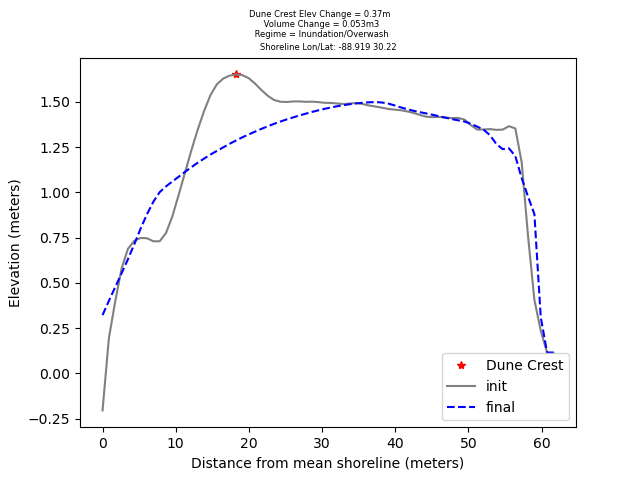 Dune Crest Elev Change = 0.37m
Volume Change = 0.053m3
Regime = Inundation/Overwash
Shoreline Lon/Lat: -88.919 30.22
1.50
1.25
1.00
0.75
0.50
0.25
0.00
−0.25
Elevation (meters)
Dune Crest
init
final
0 10 20 30 40 50 60
Distance from mean shoreline (meters)